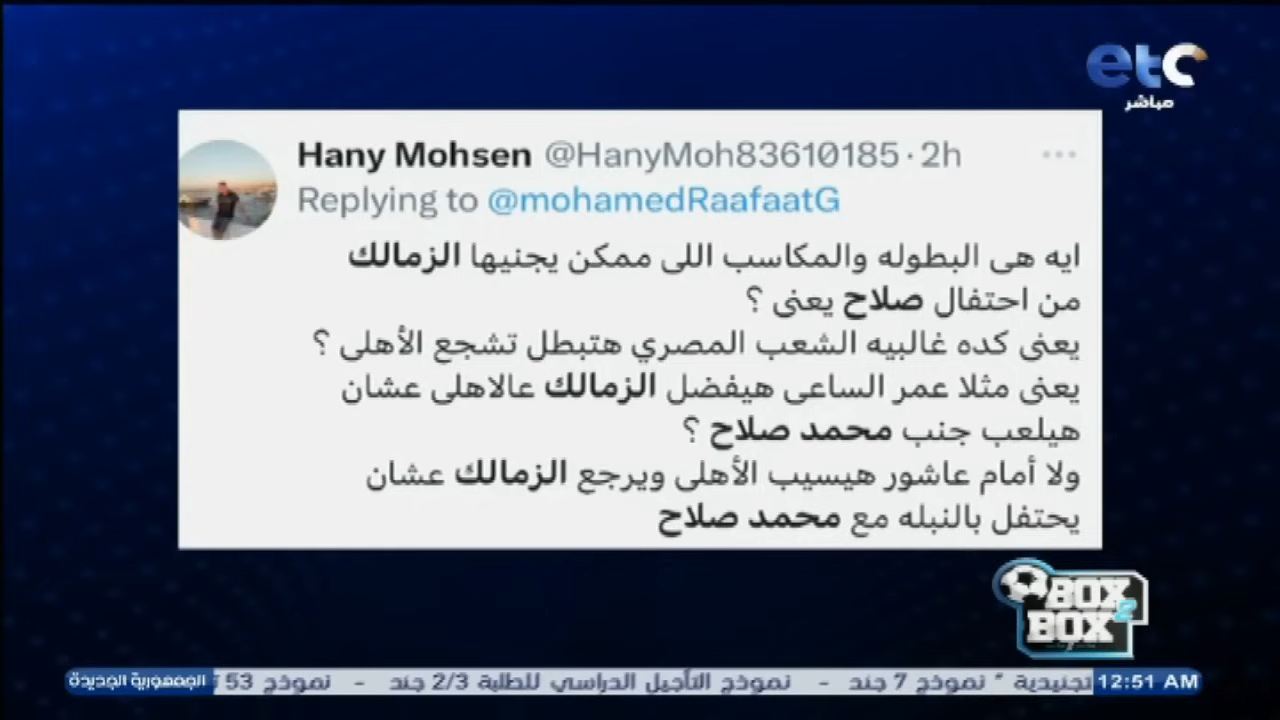 etc
مباشر
Hany Mohsen @HanyMoh83610185 · 2h
Replying to @mohamedRaafaatG
ايه هى البطوله والمكاسب اللى ممكن يجنيها الزمالك
من احتفال صلاح يعنى ؟
يعنى كده غالبيه الشعب المصري هتبطل تشجع الأهلى ؟
يعنى مثلا عمر الساعى هيفضل الزمالك عالاهلى عشان
هيلعب جنب محمد صلاح ؟
ولا أمام عاشور هيسيب الأهلى ويرجع الزمالك عشان
يحتفل بالنبله مع محمد صلاح
BOX 2
BOX
12:51 AM تجنيدية * نموذج 7 جند - نموذج التأجيل الدراسي للطلبة 2/3 جند - نموذج 53 الجمهورية الجديدة